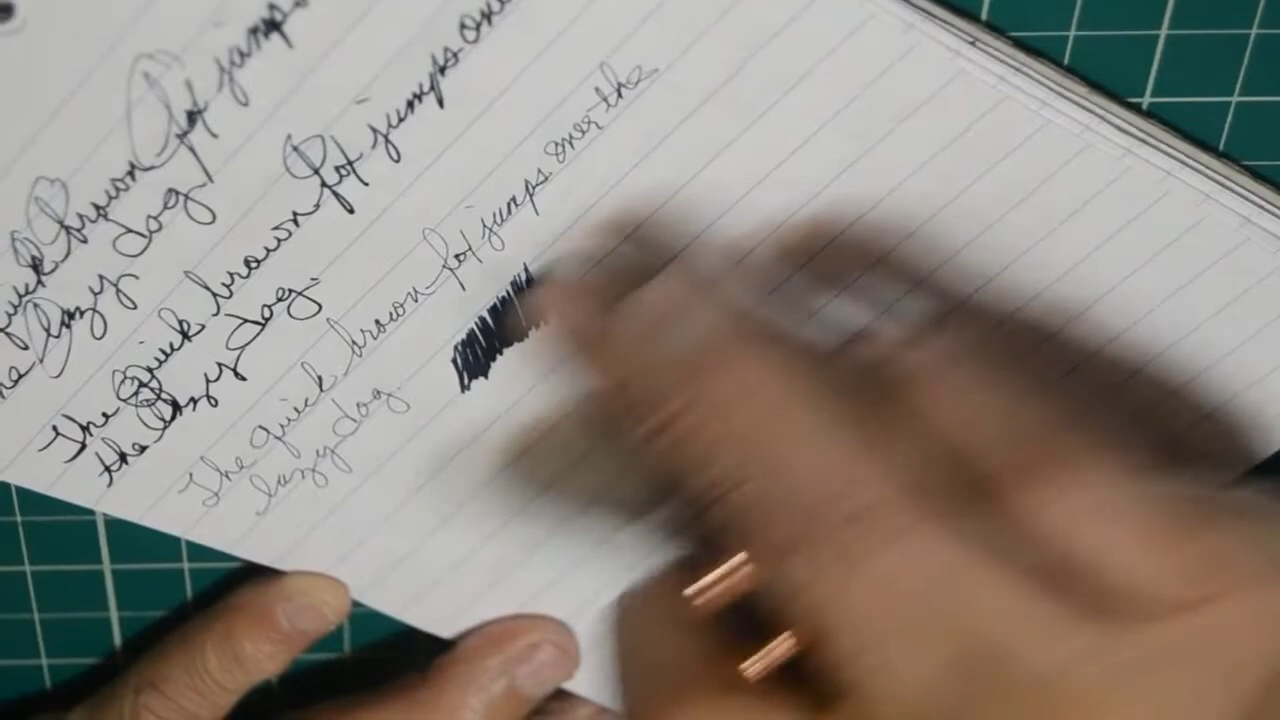 quick brown fox jumps
the lazy dog
The quick brown fox jumps over
the lazy dog.
The quick brown fox jumps over the
lazy dog.